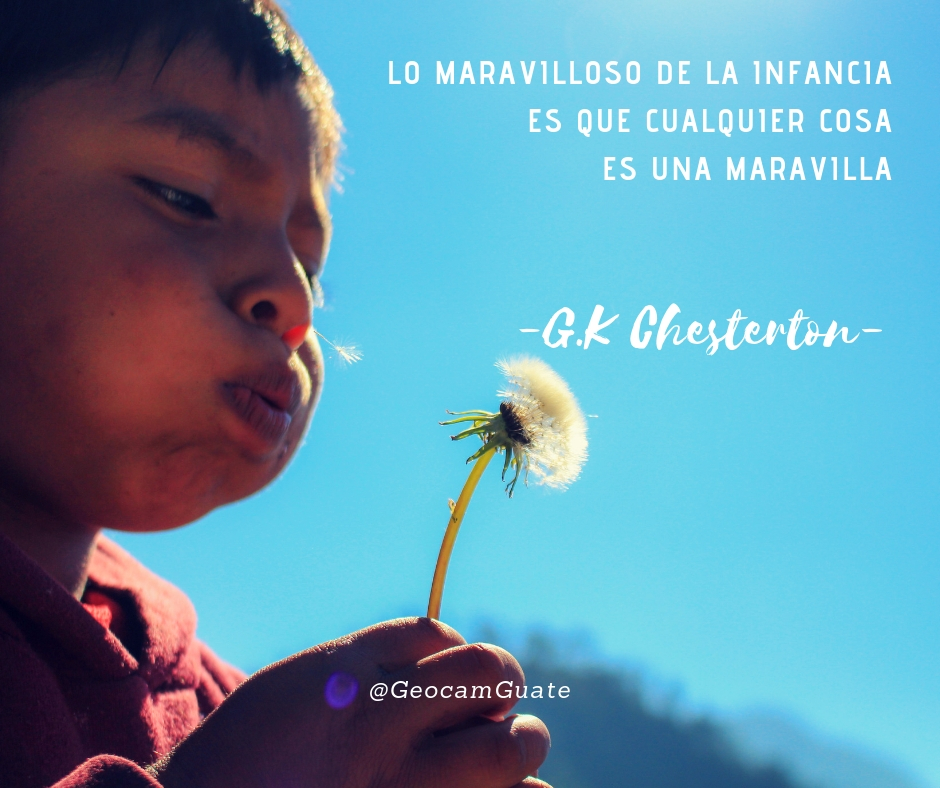 LO MARAVILLOSO DE LA INFANCIA
ES QUE CUALQUIER COSA
ES UNA MARAVILLA
-G.K Chesterton-
@GeocamGuate